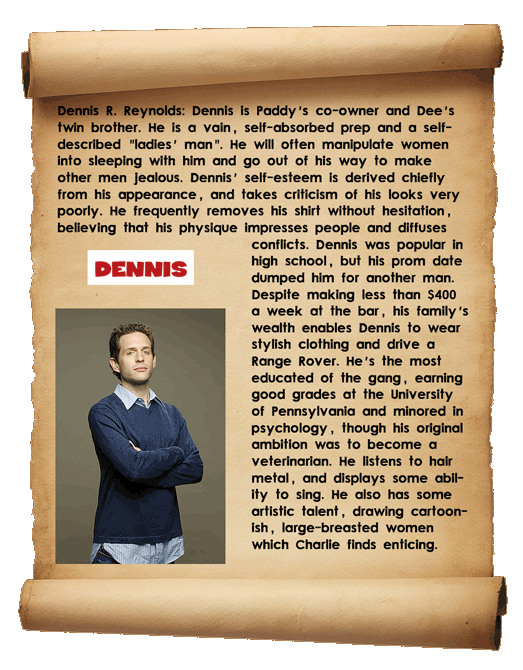 Dennis R. Reynolds: Dennis is Paddy's co-owner and Dee's
twin brother. He is a vain, self-absorbed prep and a self-
described "ladies' man". He will often manipulate women
into sleeping with him and go out of his way to make
other men jealous. Dennis' self-esteem is derived chiefly
from his appearance, and takes criticism of his looks very
poorly. He frequently removes his shirt without hesitation,
believing that his physique impresses people and diffuses
conflicts. Dennis was popular in
high school, but his prom date
dumped him for another man.
Despite making less than $400
a week at the bar, his family's
wealth enables Dennis to wear
stylish clothing and drive a
Range Rover. He's the most
educated of the gang, earning
good grades at the University
of Pennsylvania and minored in
psychology, though his original
ambition was to become a
veterinarian. He listens to hair
metal, and displays some abil-
ity to sing. He also has some
artistic talent, drawing cartoon-
ish, large-breasted women
which Charlie finds enticing.
DENNIS